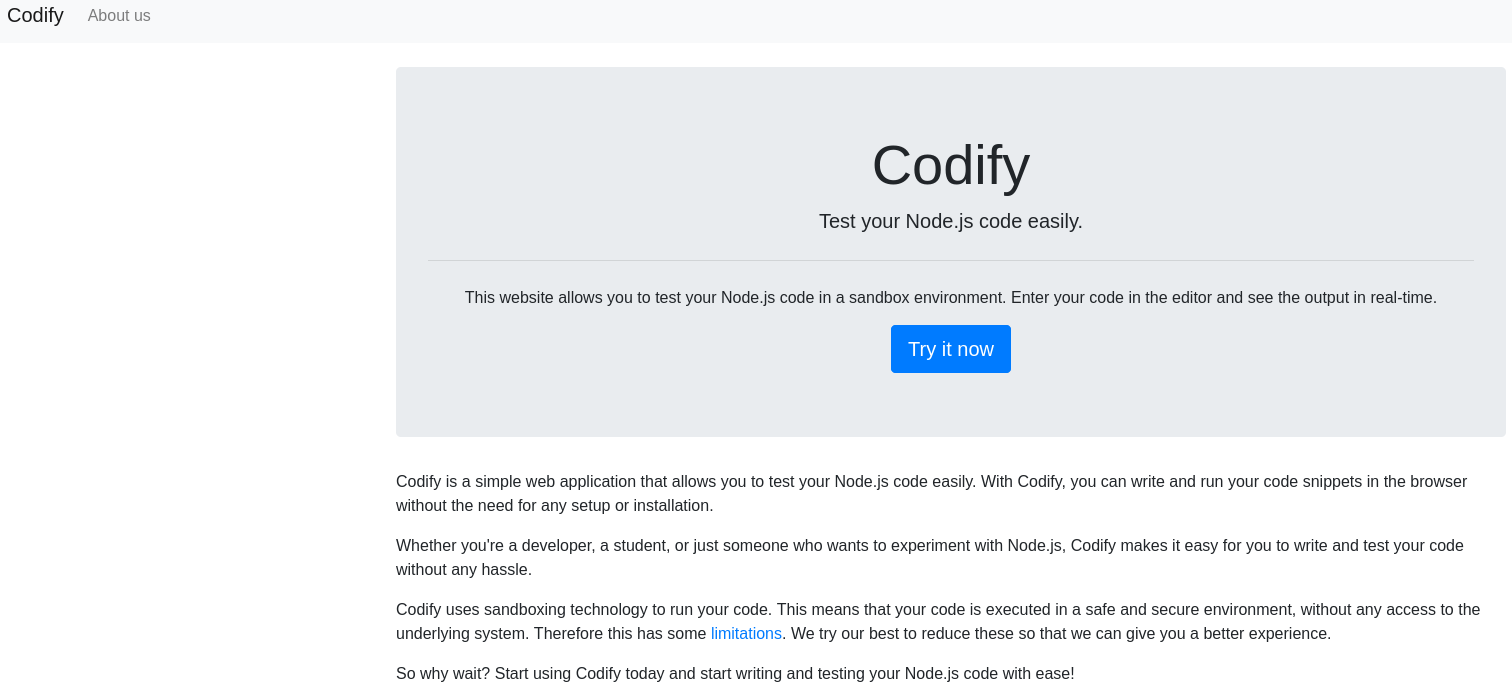 Codify About us
Codify
Test your Node.js code easily.
This website allows you to test your Node.js code in a sandbox environment. Enter your code in the editor and see the output in real-time.
Try it now
Codify is a simple web application that allows you to test your Node.js code easily. With Codify, you can write and run your code snippets in the browser
without the need for any setup or installation.
Whether you're a developer, a student, or just someone who wants to experiment with Node.js, Codify makes it easy for you to write and test your code
without any hassle.
Codify uses sandboxing technology to run your code. This means that your code is executed in a safe and secure environment, without any access to the
underlying system. Therefore this has some limitations. We try our best to reduce these so that we can give you a better experience.
So why wait? Start using Codify today and start writing and testing your Node.js code with ease!